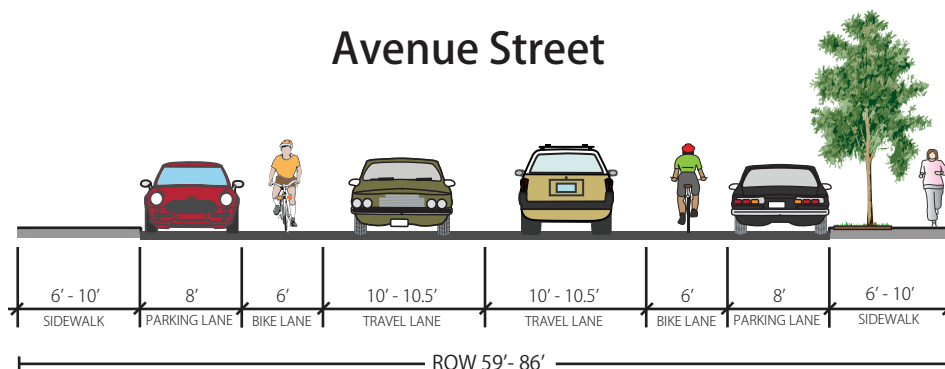 Avenue Street
6’ - 10’ 8’ 6’ 10’ - 10.5’ 10’ - 10.5’ 6’ 8’ 6’ - 10’
SIDEWALK PARKING LANE BIKE LANE TRAVEL LANE TRAVEL LANE BIKE LANE PARKING LANE SIDEWALK
ROW 59’- 86’